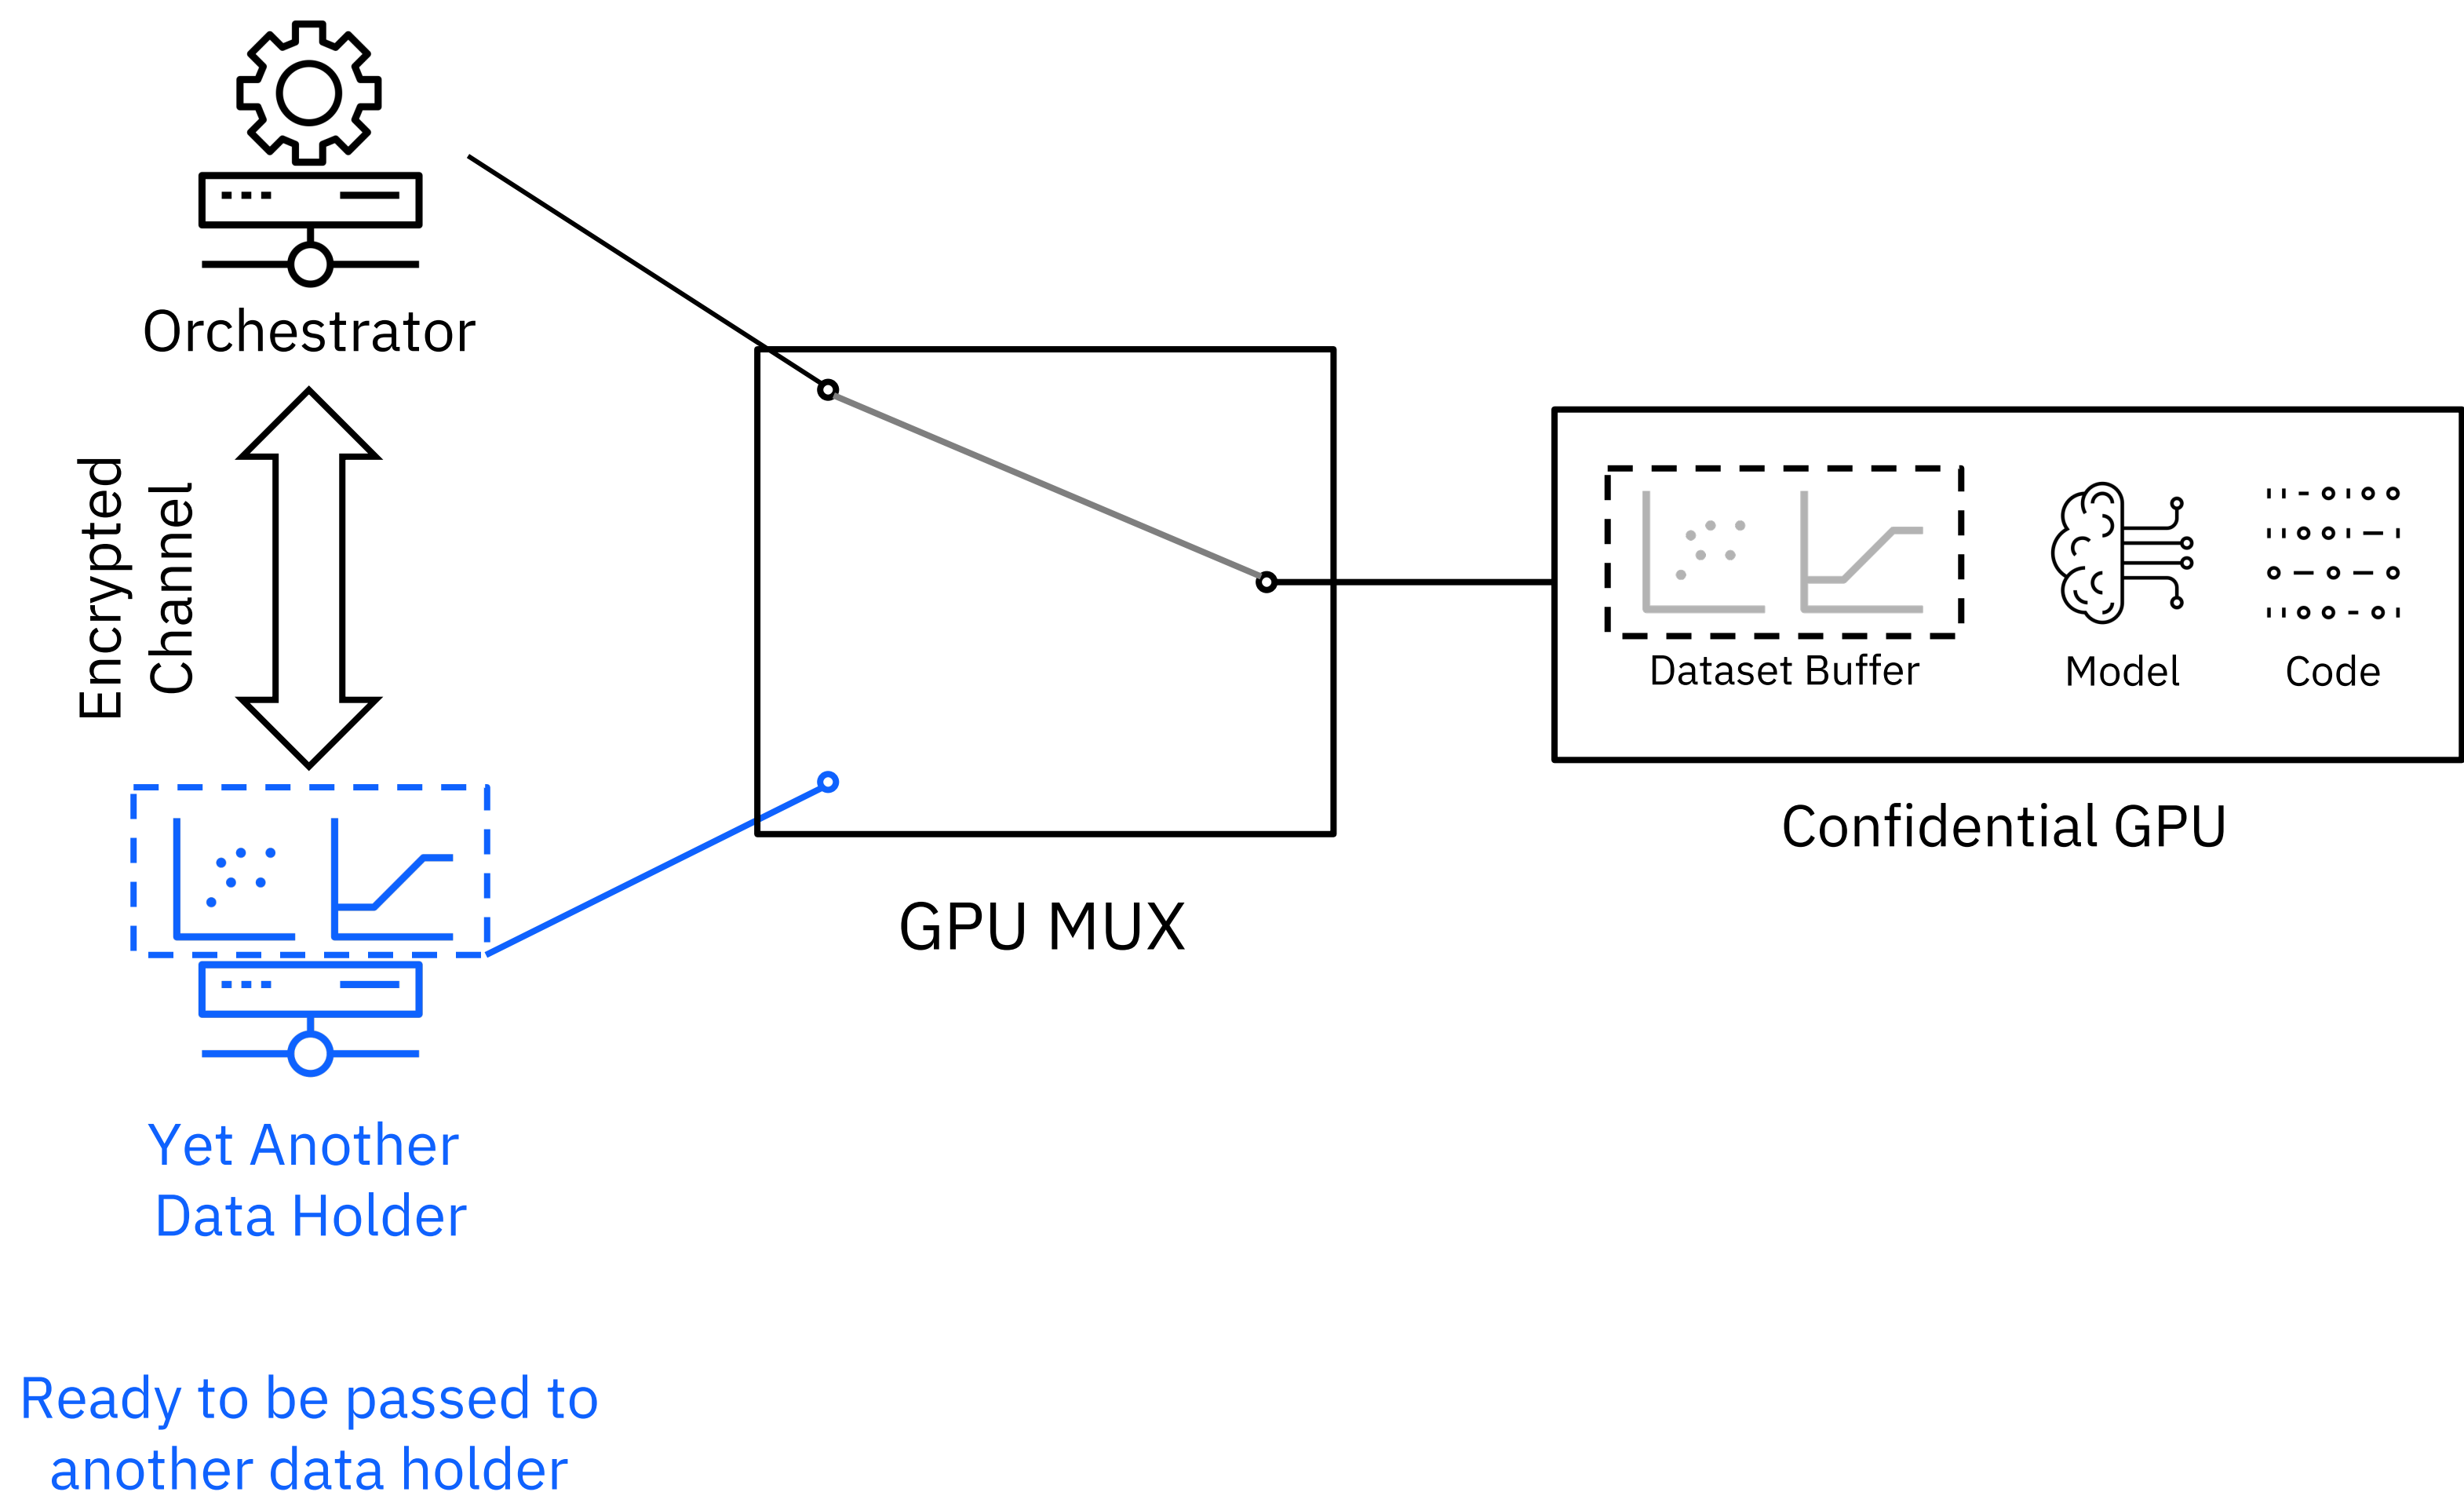 Orchestrator
Encrypted
Channel
Dataset Buffer
Model
Code
Confidential GPU
GPU MUX
Yet Another
Data Holder
Ready to be passed to
another data holder